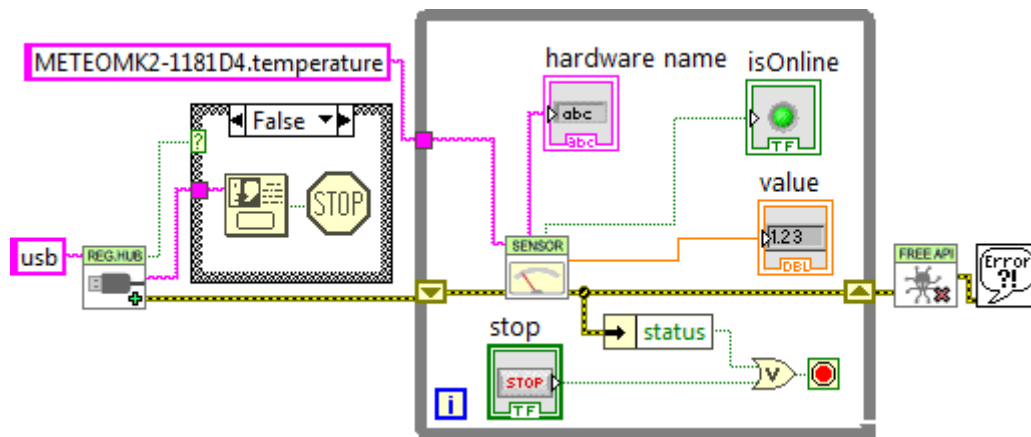 METEOMK2-1181D4.temperature
hardware name
isOnline
False
abc
abc
TF
?
STOP
value
1.23
DBL
usb
REG.HUB
SENSOR
FREE API
Error
?!
stop
status
STOP
TF
V
i